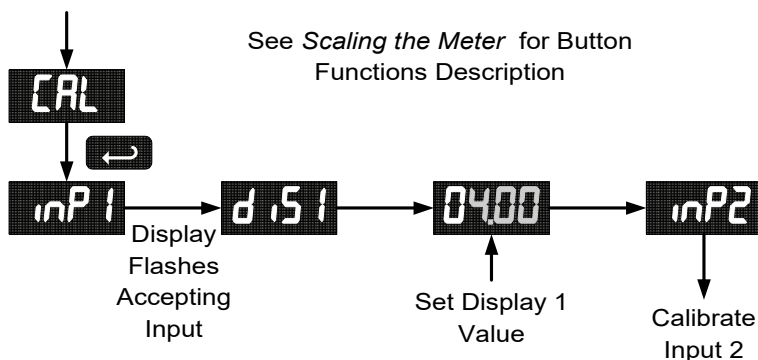 See Scaling the Meter for Button
Functions Description
CAL
inP1
diS1
04.00
inP2
Display
Flashes
Accepting
Input
Set Display 1
Value
Calibrate
Input 2